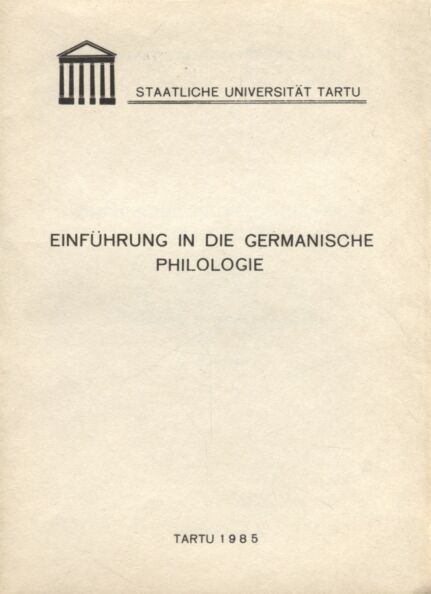 STAATLICHE UNIVERSITÄT TARTU
EINFÜHRUNG IN DIE GERMANISCHE
PHILOLOGIE
TARTU 1985